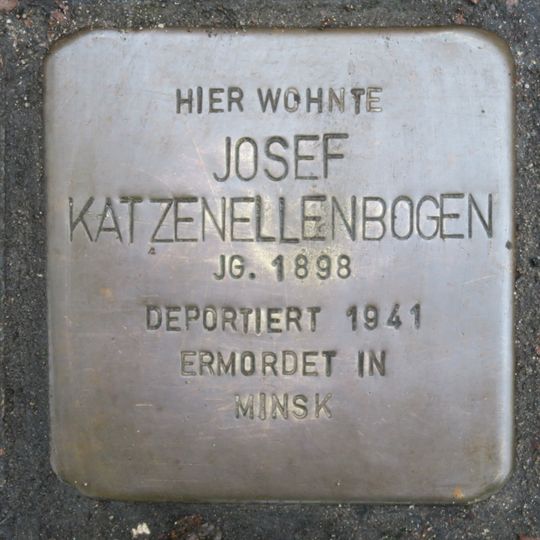 HIER WOHNTE
JOSEF
KATZENELLENBOGEN
JG. 1898
DEPORTIERT 1941
ERMORDET IN
MINSK